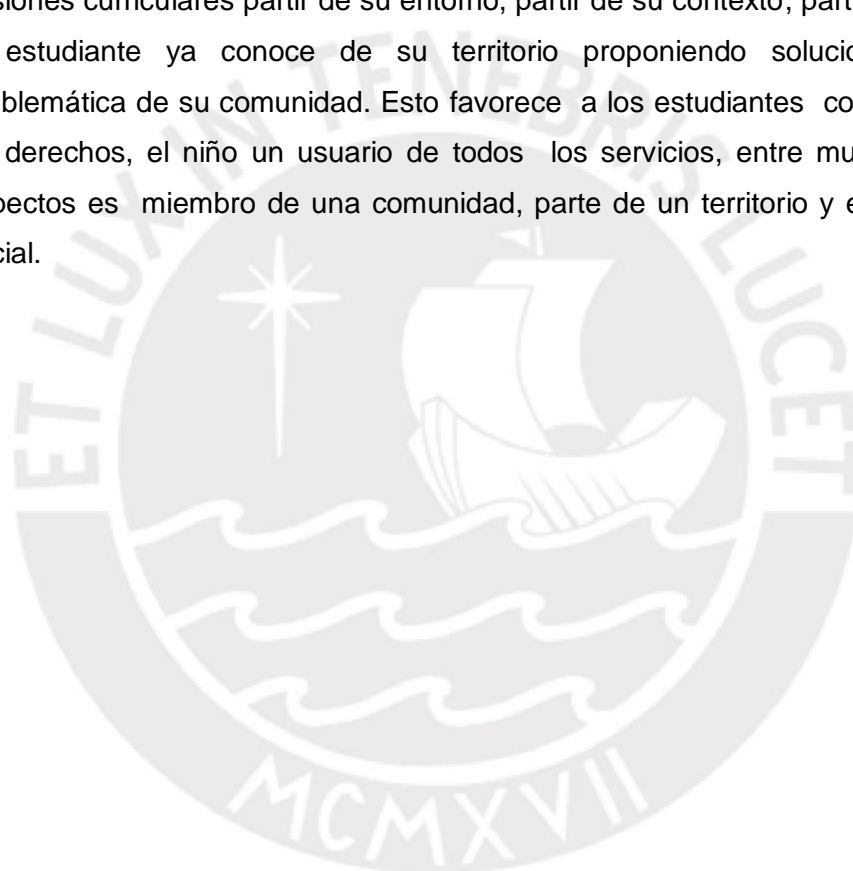 siones curriculares partir de su entorno, partir de su contexto, part
estudiante ya conoce de su territorio proponiendo soluci
blemática de su comunidad. Esto favorece a los estudiantes co
derechos, el niño un usuario de todos los servicios, entre mu
pectos es miembro de una comunidad, parte de un territorio y e
cial.
ET LUX IN TENEBRIS LUCET
MCMXVII